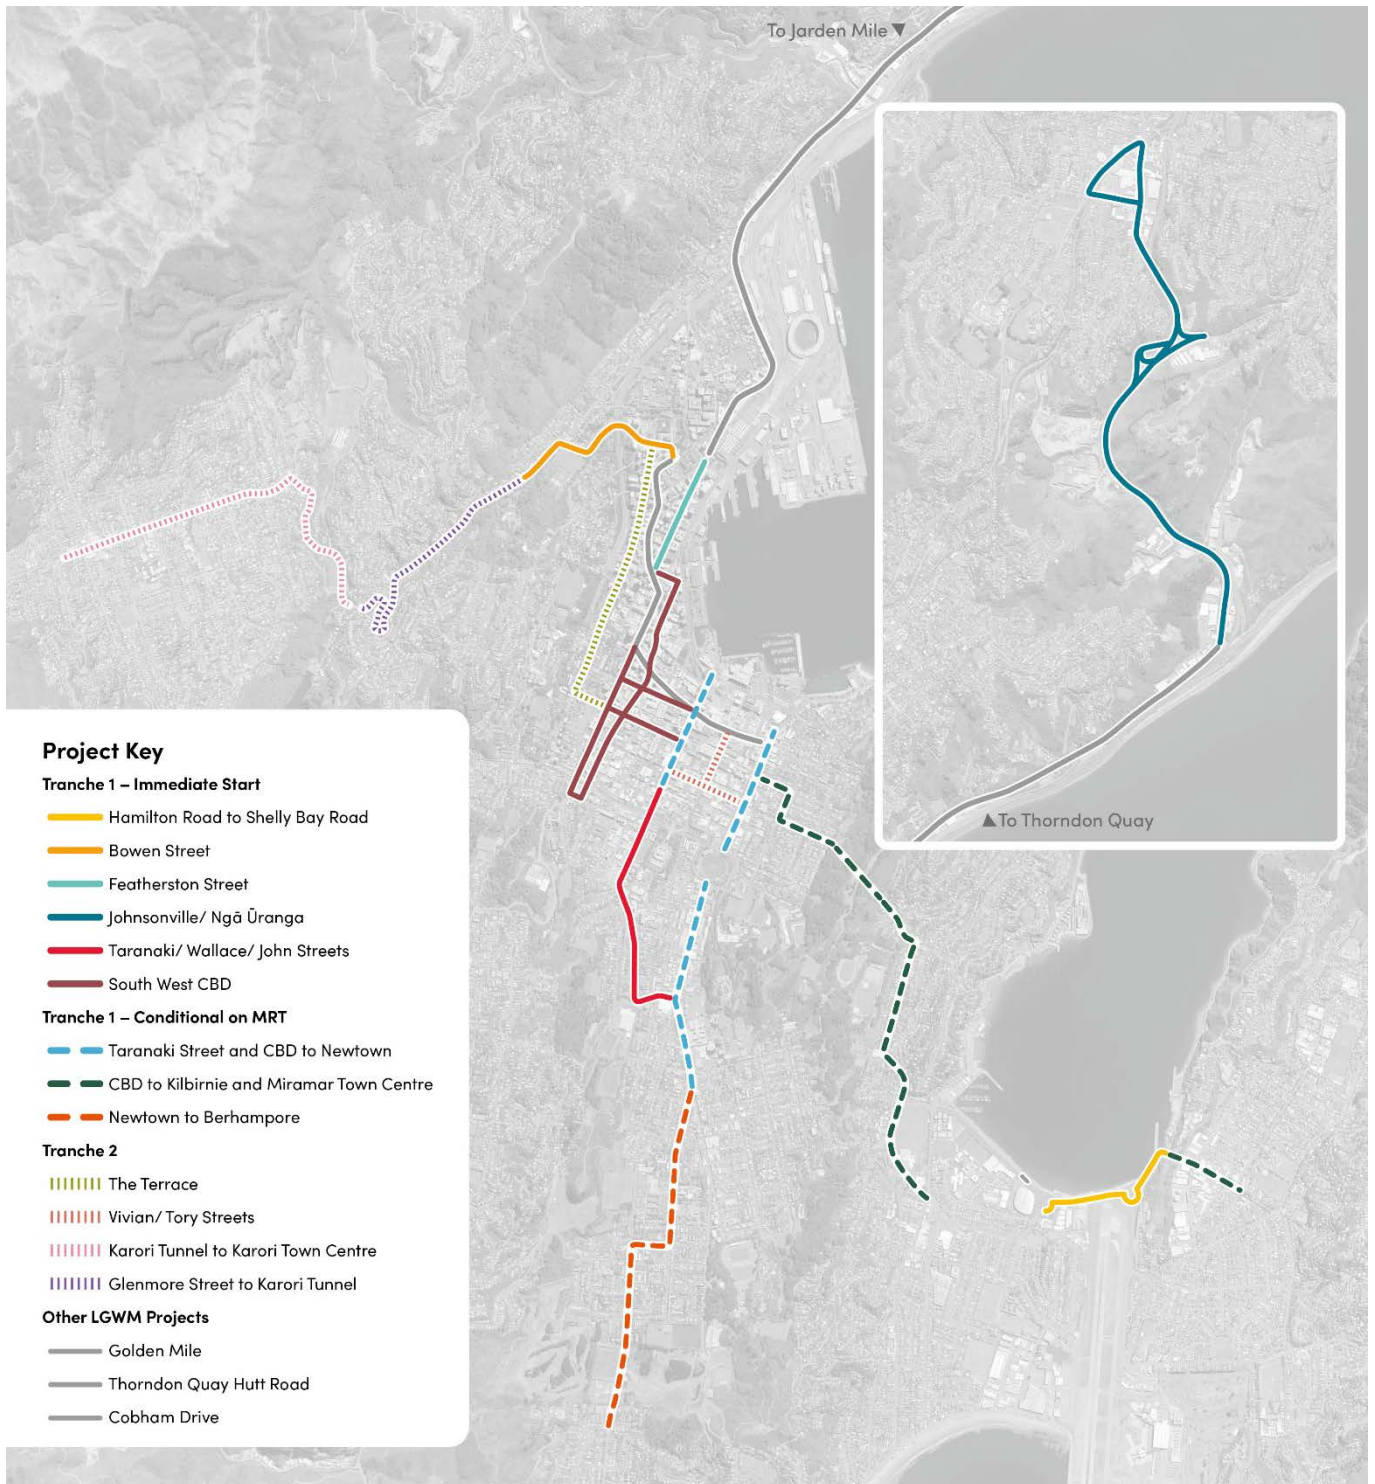 To Jarden Mile ▼
▲To Thorndon Quay
Project Key
Tranche 1 – Immediate Start
Hamilton Road to Shelly Bay Road
Bowen Street
Featherston Street
Johnsonville/ Ngā Ūranga
Taranaki/ Wallace/ John Streets
South West CBD
Tranche 1 – Conditional on MRT
Taranaki Street and CBD to Newtown
CBD to Kilbirnie and Miramar Town Centre
Newtown to Berhampore
Tranche 2
The Terrace
Vivian/ Tory Streets
Karori Tunnel to Karori Town Centre
Glenmore Street to Karori Tunnel
Other LGWM Projects
Golden Mile
Thorndon Quay Hutt Road
Cobham Drive